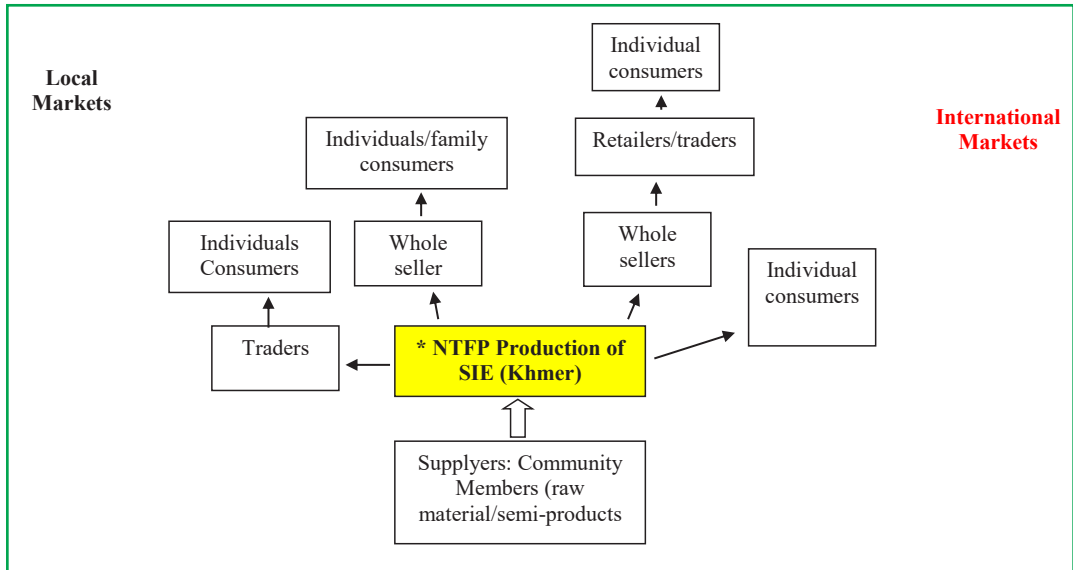 Individual
consumers
Local
Markets
International
Markets
Individuals/family
consumers
Retailers/traders
Individuals
Consumers
Whole
seller
Whole
sellers
Individual
consumers
Traders
* NTFP Production of
SIE (Khmer)
Supplyers: Community
Members (raw
material/semi-products